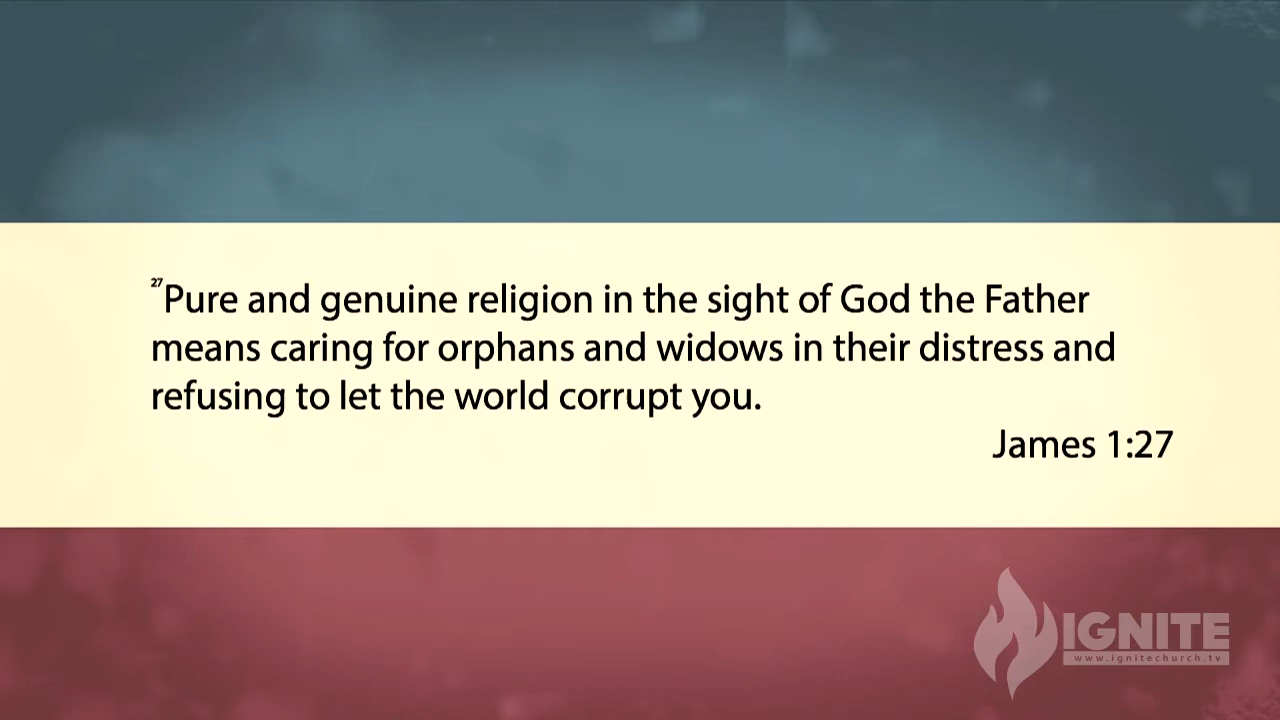 27Pure and genuine religion in the sight of God the Father
means caring for orphans and widows in their distress and
refusing to let the world corrupt you.
James 1:27
IGNITE
www.ignitechurch.tv